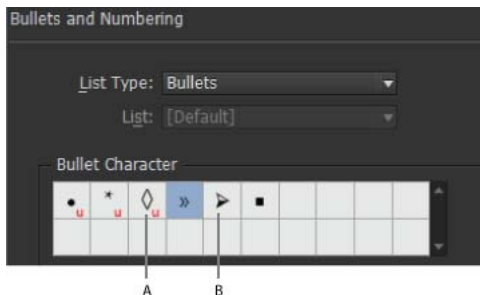 Bullets and Numbering
List Type: Bullets
List: [Default]
Bullet Character
• u * u ◊ u » ➢ ▪
A B